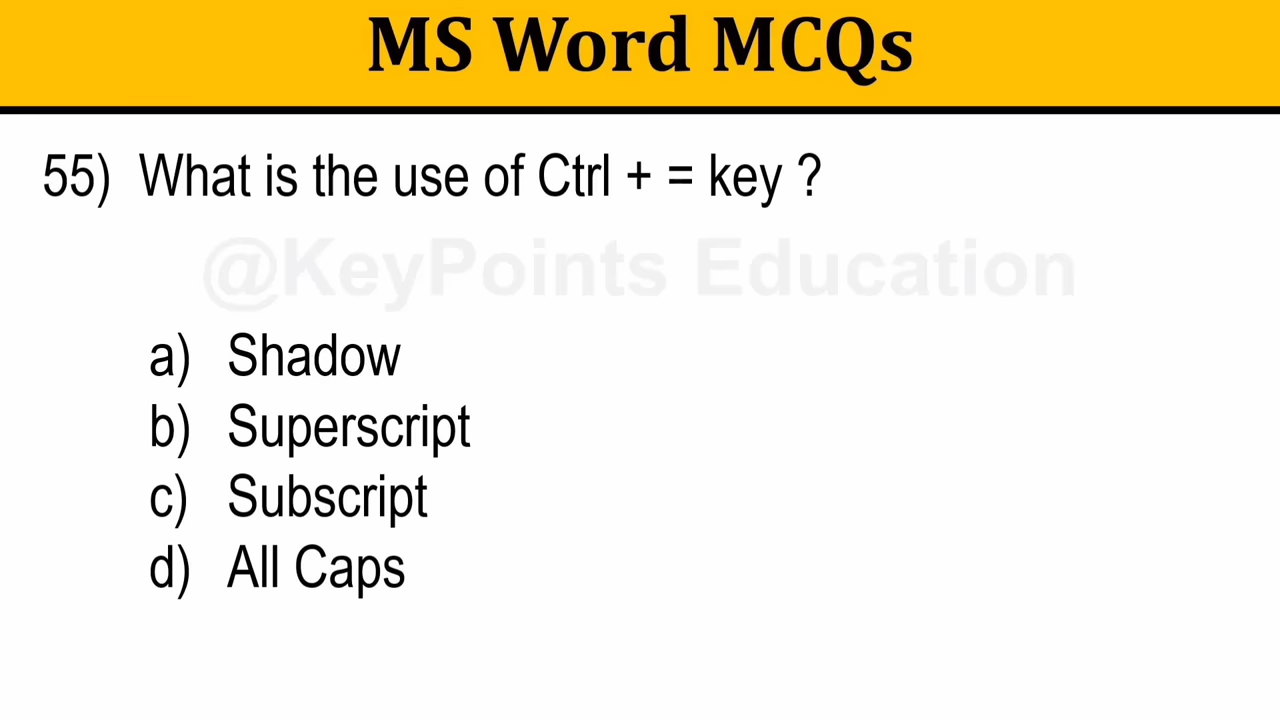 MS Word MCQs
55) What is the use of Ctrl + = key ?
@KeyPoints Education
a) Shadow
b) Superscript
c) Subscript
d) All Caps